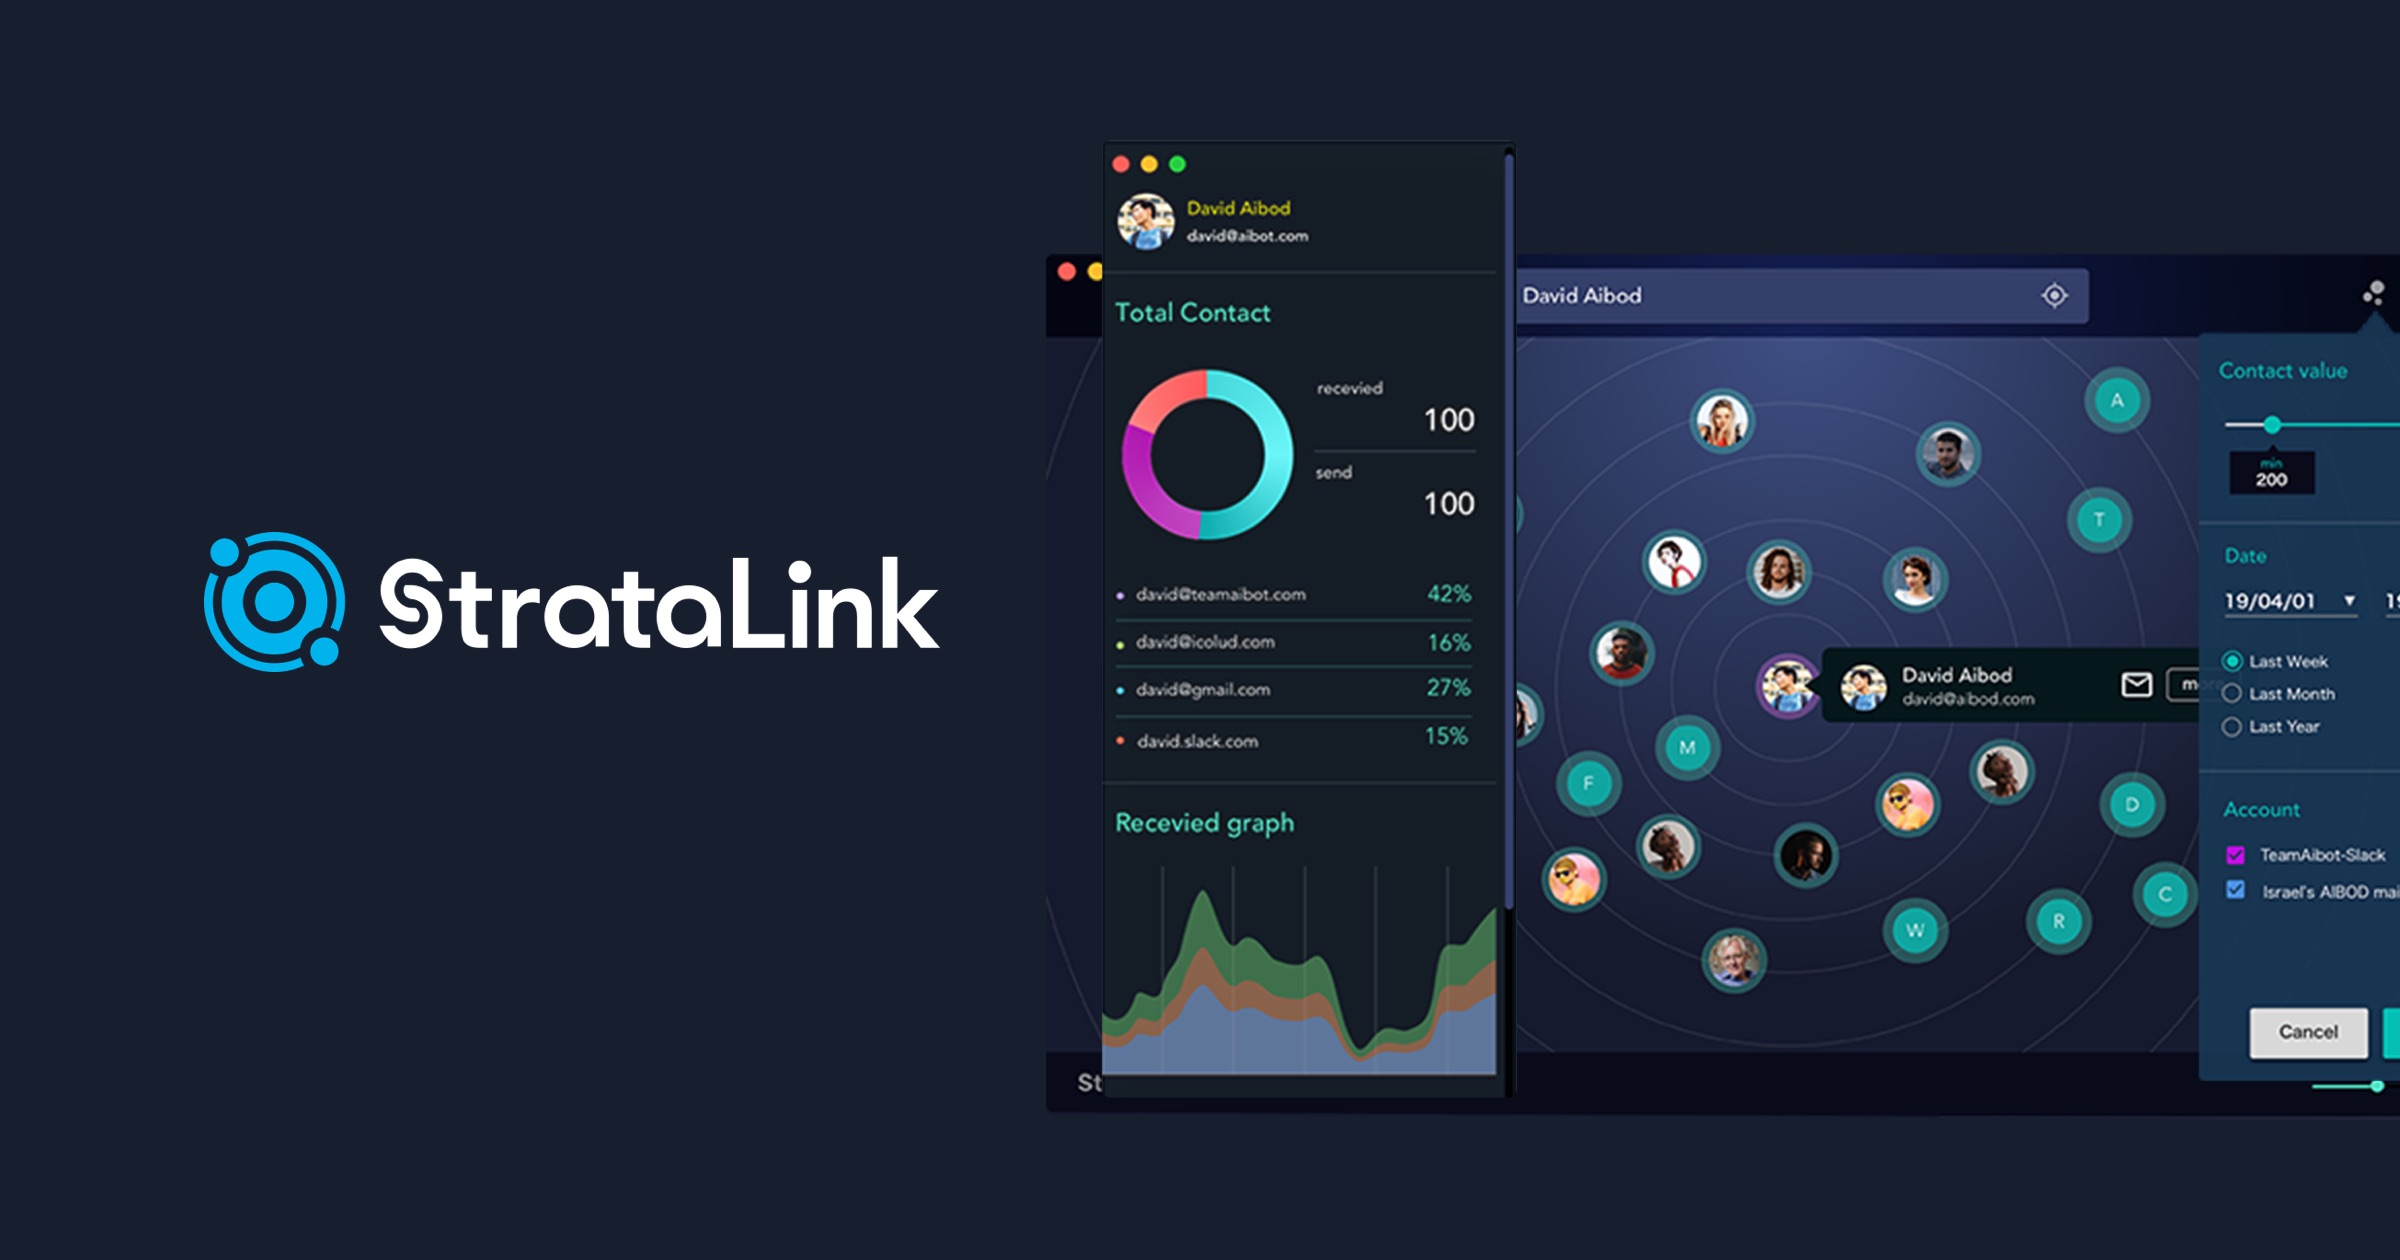 StrataLink
David Aibod
david@aibot.com
Total Contact
recevied
100
send
100
david@teamaibot.com 42%
david@icolud.com 16%
david@gmail.com 27%
david.slack.com 15%
Recevied graph
David Aibod
A
T
M
F
D
C
R
W
David Aibod
david@aibod.com
Contact value
min
200
Date
19/04/01
Last Week
Last Month
Last Year
Account
TeamAibot-Slack
Israel's AIBOD
Cancel